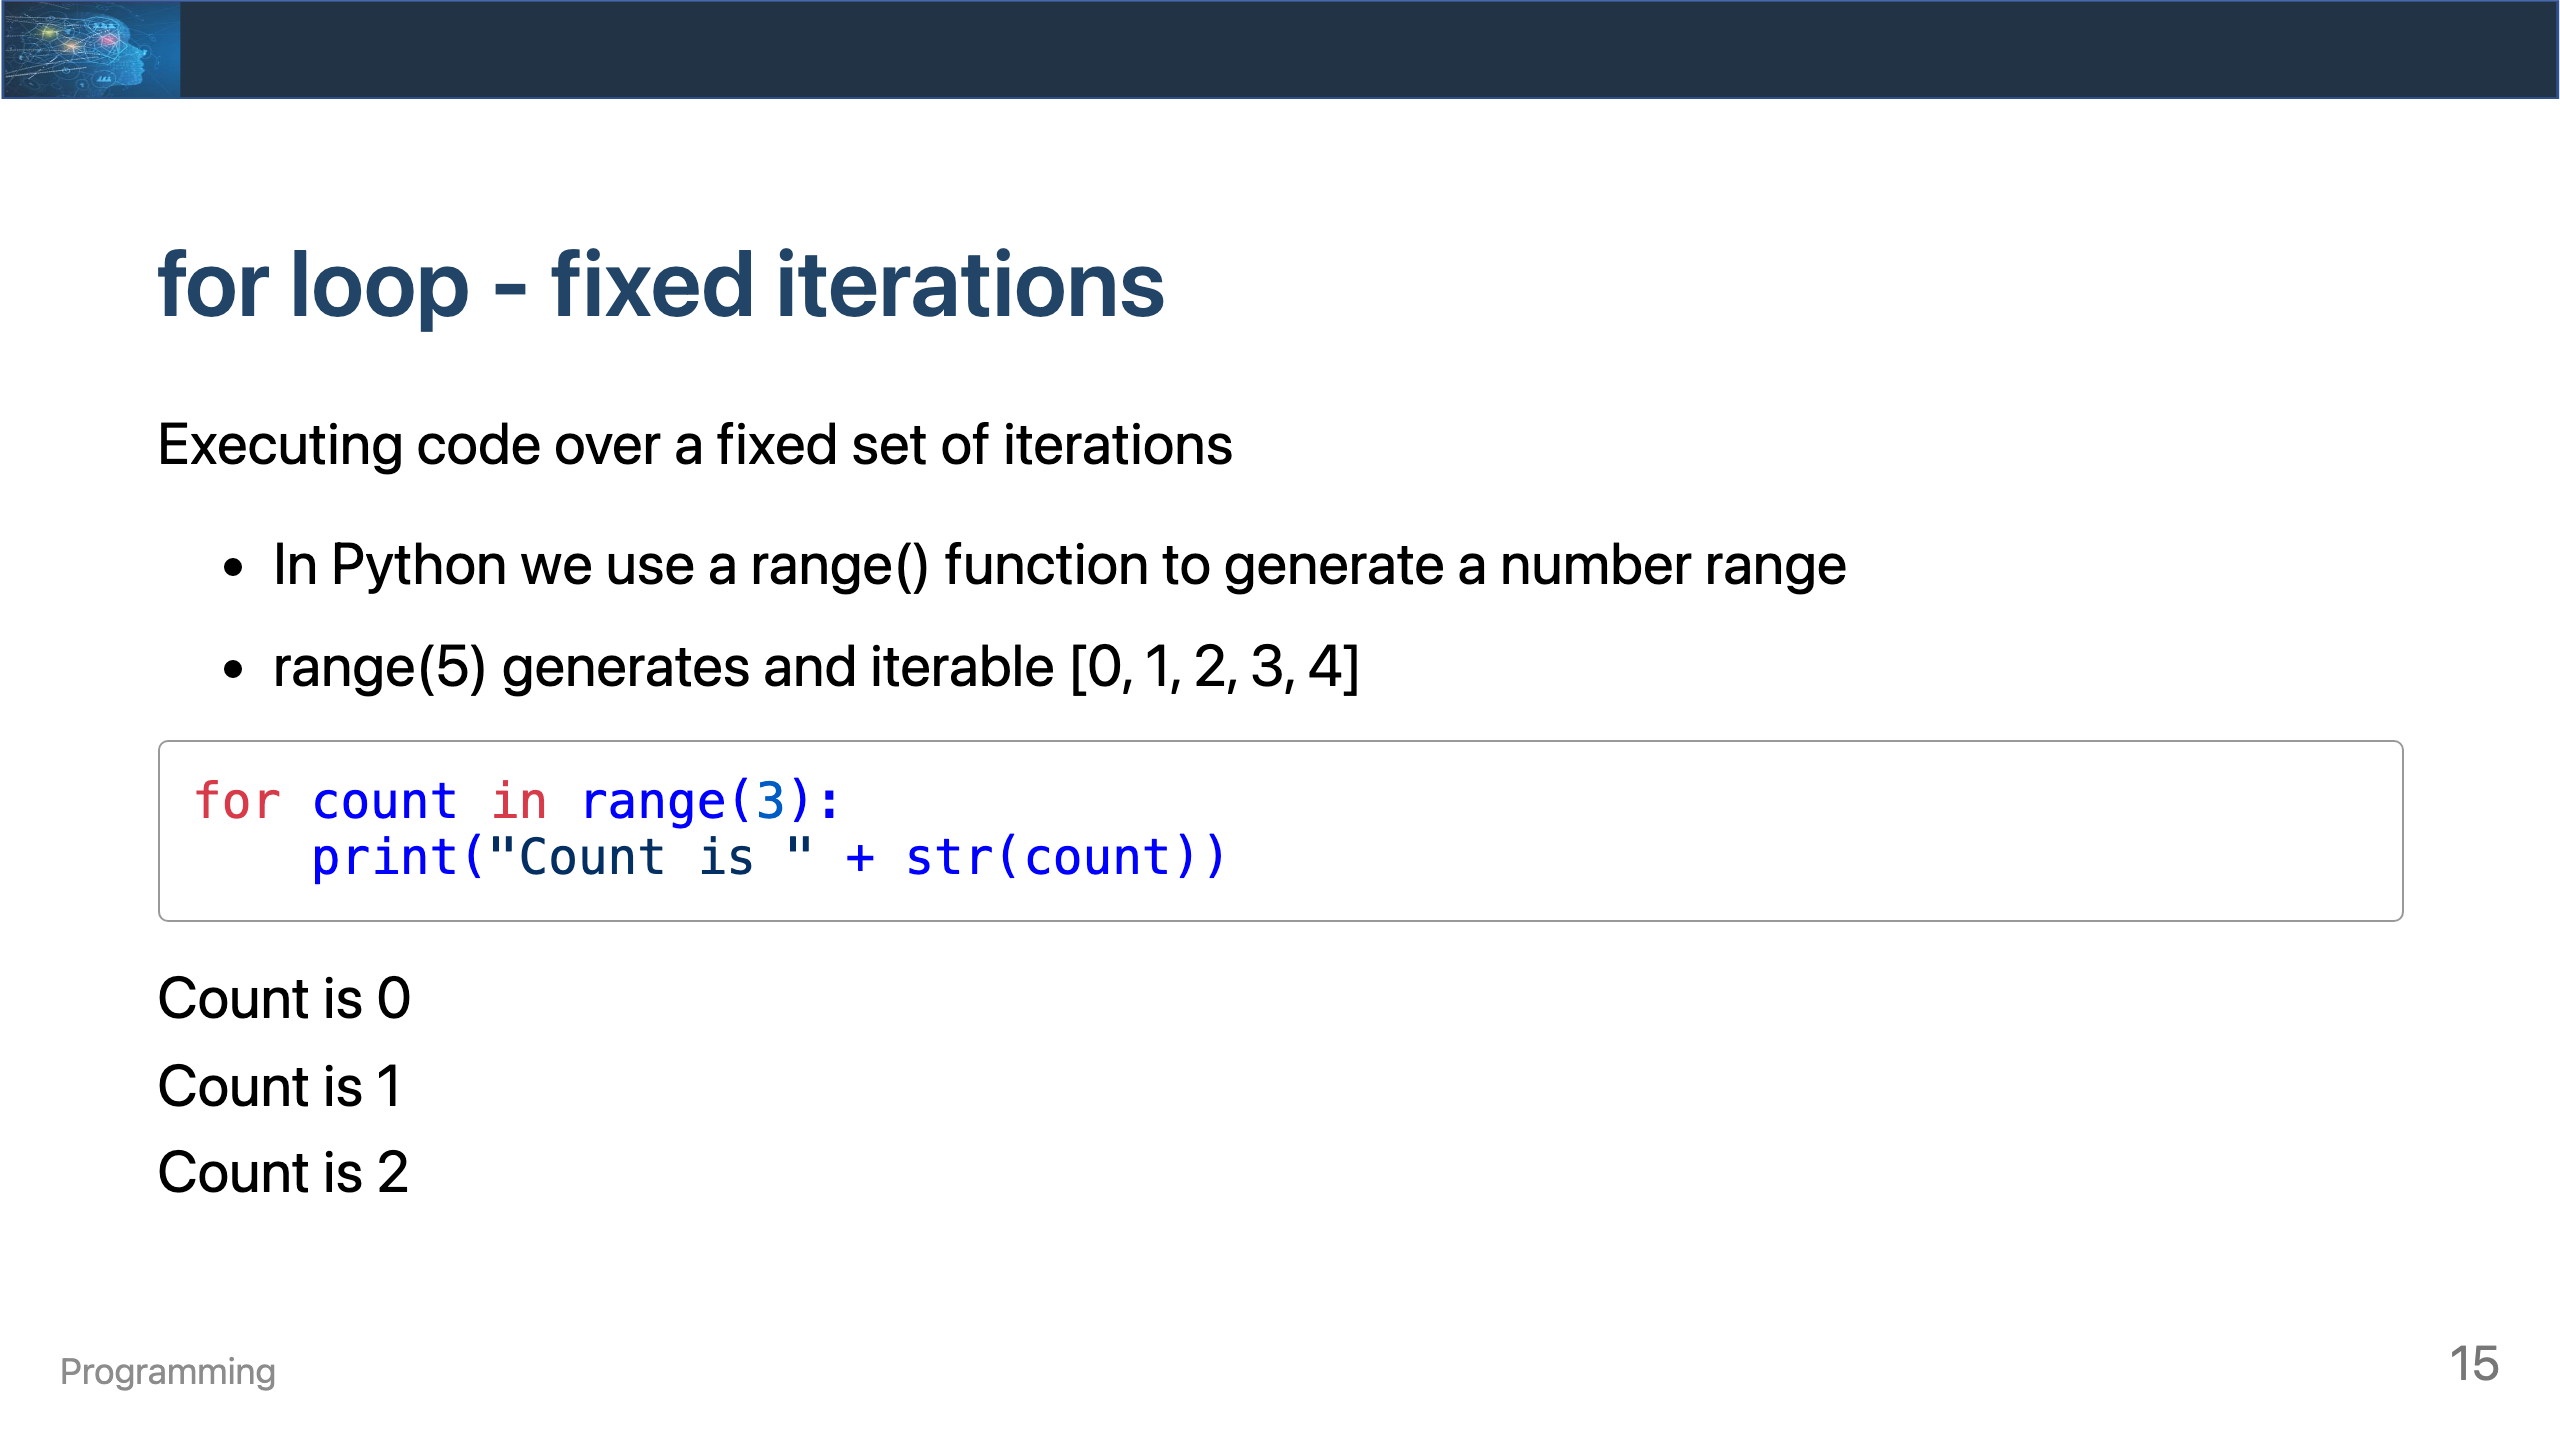 for loop - fixed iterations
Executing code over a fixed set of iterations
• In Python we use a range() function to generate a number range
• range(5) generates and iterable [0, 1, 2, 3, 4]
for count in range(3):
    print("Count is " + str(count))
Count is 0
Count is 1
Count is 2
Programming
15